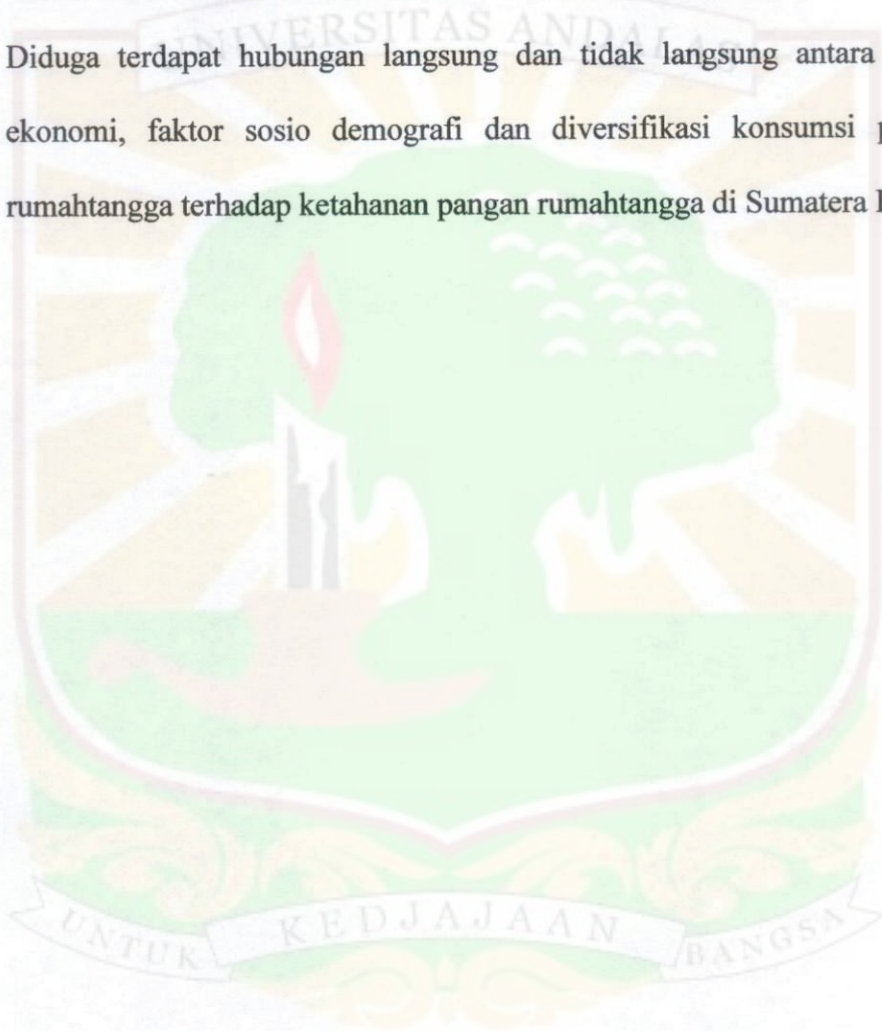 UNIVERSITAS ANDALAS
Diduga terdapat hubungan langsung dan tidak langsung antara
ekonomi, faktor sosio demografi dan diversifikasi konsumsi
rumahtangga terhadap ketahanan pangan rumahtangga di Sumatera
UNTUK KEDJAJAAN BANGSA